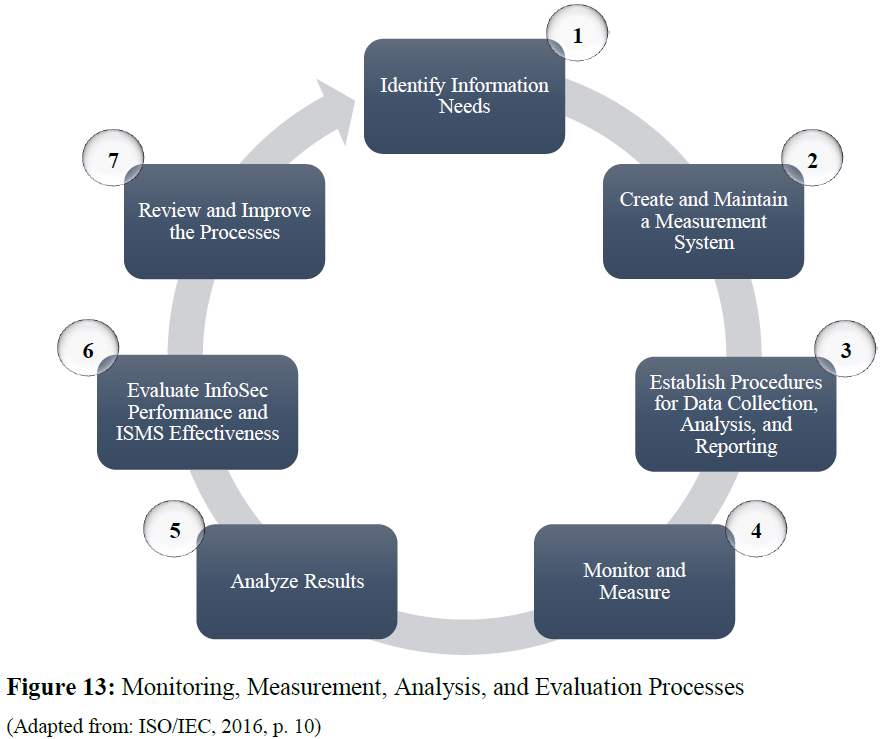 1
Identify Information
Needs
2
Create and Maintain
a Measurement
System
3
Establish Procedures
for Data Collection,
Analysis, and
Reporting
4
Monitor and
Measure
5
Analyze Results
6
Evaluate InfoSec
Performance and
ISMS Effectiveness
7
Review and Improve
the Processes
Figure 13: Monitoring, Measurement, Analysis, and Evaluation Processes
(Adapted from: ISO/IEC, 2016, p. 10)